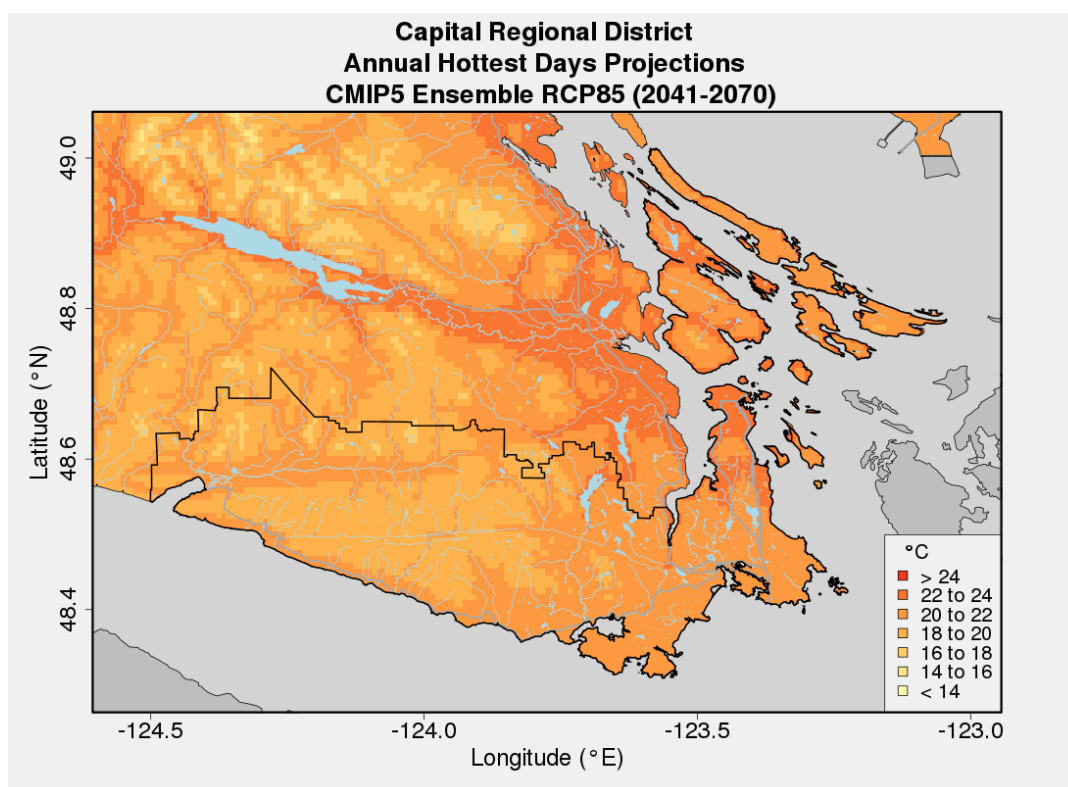 Capital Regional District
Annual Hottest Days Projections
CMIP5 Ensemble RCP85 (2041-2070)
Latitude (°N)
49.0
48.8
48.6
48.4
°C
> 24
22 to 24
20 to 22
18 to 20
16 to 18
14 to 16
< 14
-124.5 -124.0 -123.5 -123.0
Longitude (°E)